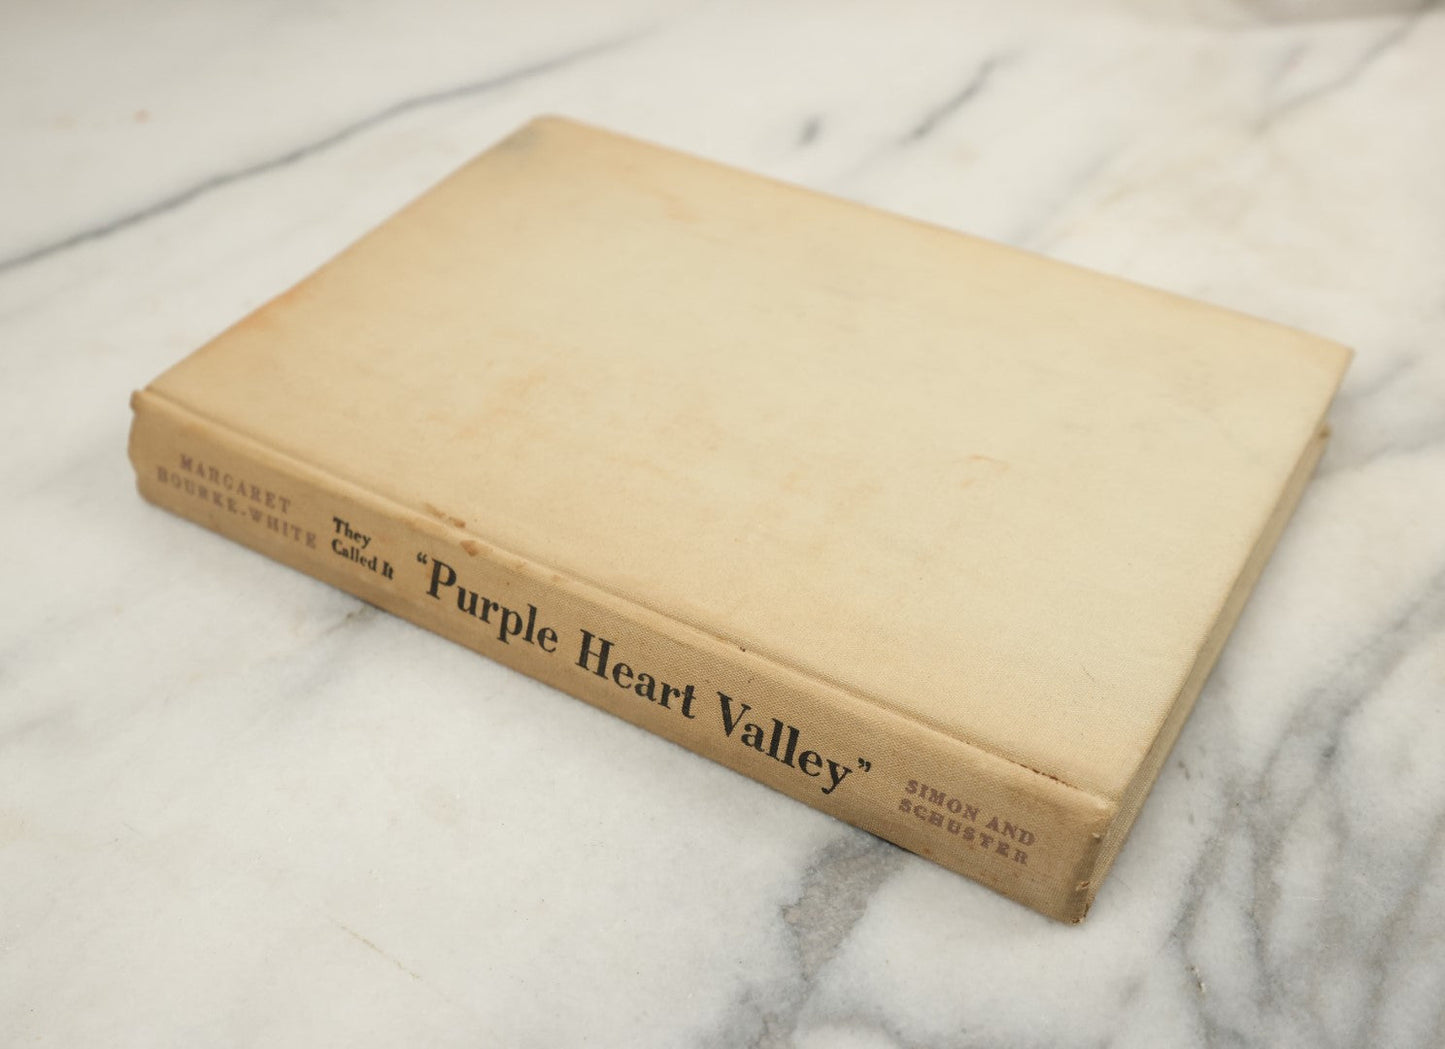 MARGARET
BOURKE-WHITE
They
Called It
“Purple Heart Valley”
SIMON AND
SCHUSTER